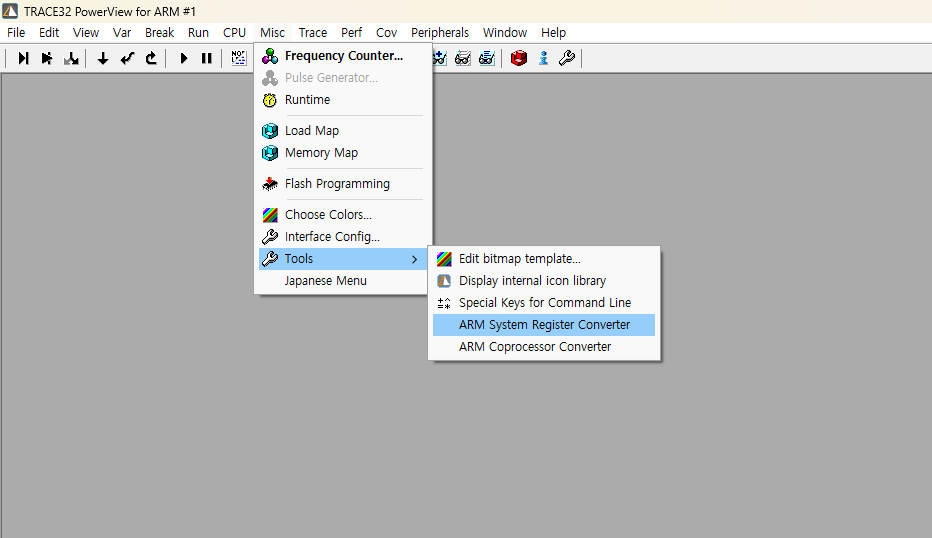 TRACE32 PowerView for ARM #1
File Edit View Var Break Run CPU Misc Trace Perf Cov Peripherals Window Help
Frequency Counter...
Pulse Generator...
Runtime
Load Map
Memory Map
Flash Programming
Choose Colors...
Interface Config...
Tools
Japanese Menu
Edit bitmap template...
Display internal icon library
Special Keys for Command Line
ARM System Register Converter
ARM Coprocessor Converter